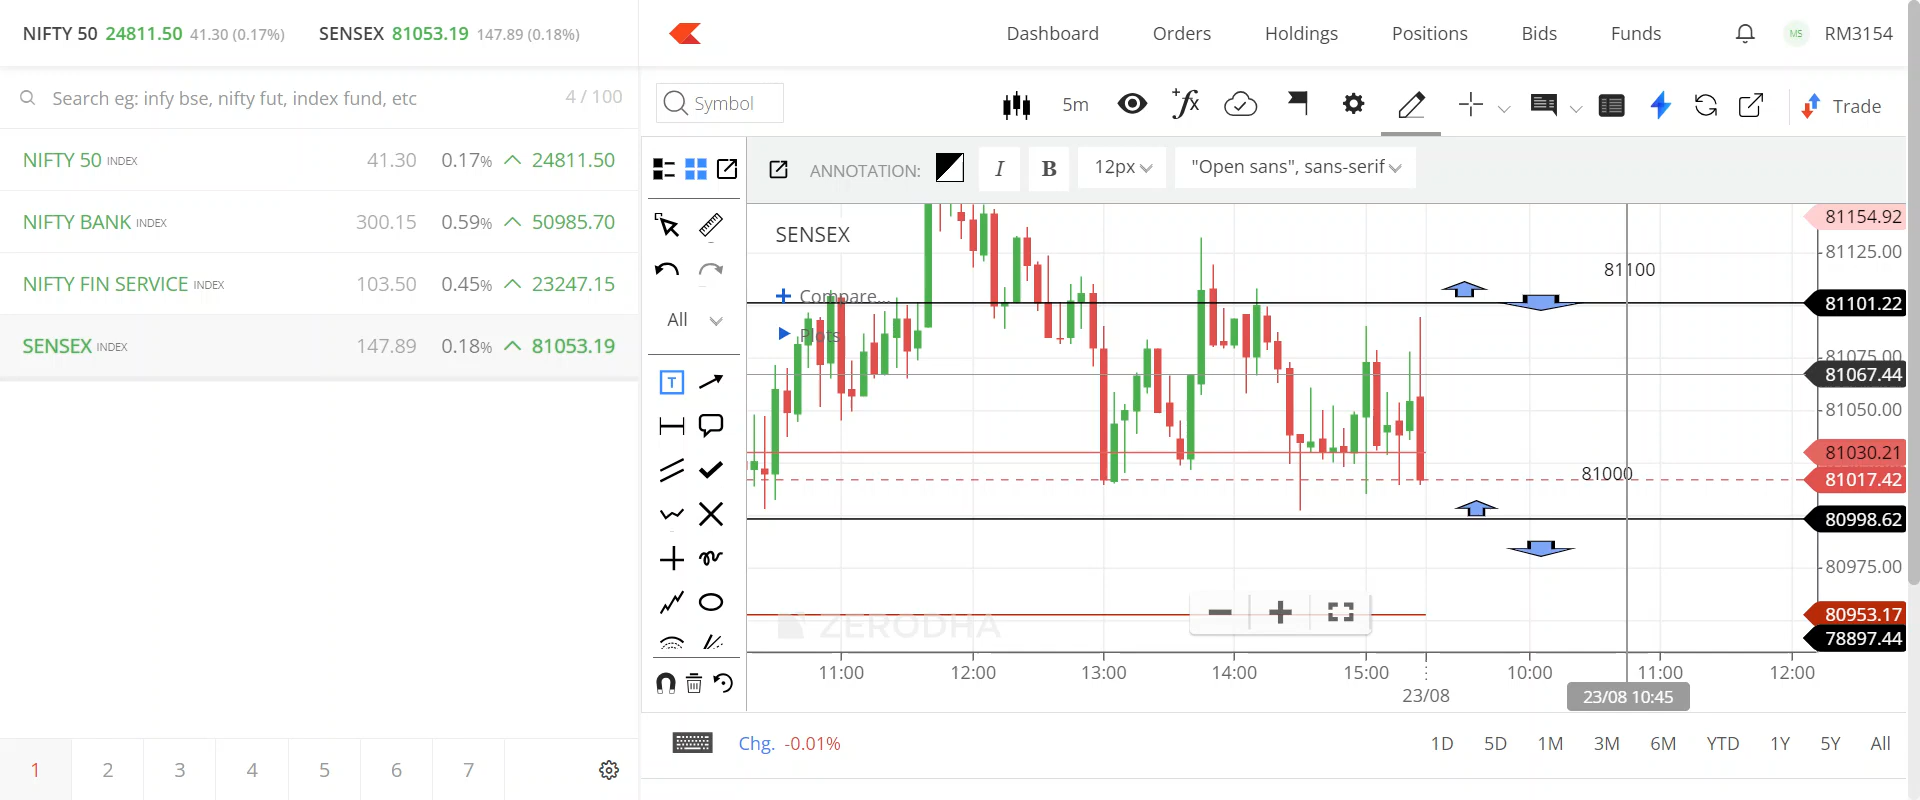 NIFTY 50 24811.50 41.30 (0.17%) SENSEX 81053.19 147.89 (0.18%)
Dashboard Orders Holdings Positions Bids Funds MS RM3154
Search eg: infy bse, nifty fut, index fund, etc 4 / 100
Symbol 5m Trade
NIFTY 50 INDEX 41.30 0.17% 24811.50
NIFTY BANK INDEX 300.15 0.59% 50985.70
NIFTY FIN SERVICE INDEX 103.50 0.45% 23247.15
SENSEX INDEX 147.89 0.18% 81053.19
1 2 3 4 5 6 7
ANNOTATION: I B 12px "Open sans", sans-serif
All
T
SENSEX
Compare...
Plots
81100
81000
81154.92
81125.00
81101.22
81075.00
81067.44
81050.00
81030.21
81017.42
80998.62
80975.00
80953.17
78897.44
ZERODHA
11:00 12:00 13:00 14:00 15:00 10:00 11:00 12:00
23/08
23/08 10:45
Chg. -0.01% 1D 5D 1M 3M 6M YTD 1Y 5Y All